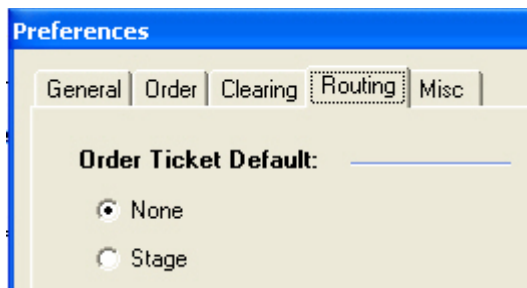 Preferences
General Order Clearing Routing Misc
Order Ticket Default:
None
Stage